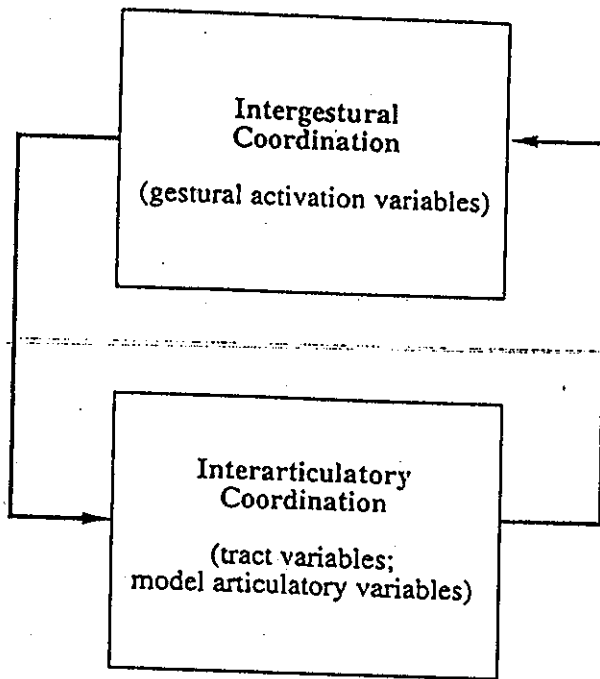 Intergestural
Coordination
(gestural activation variables)
Interarticulatory
Coordination
(tract variables;
model articulatory variables)